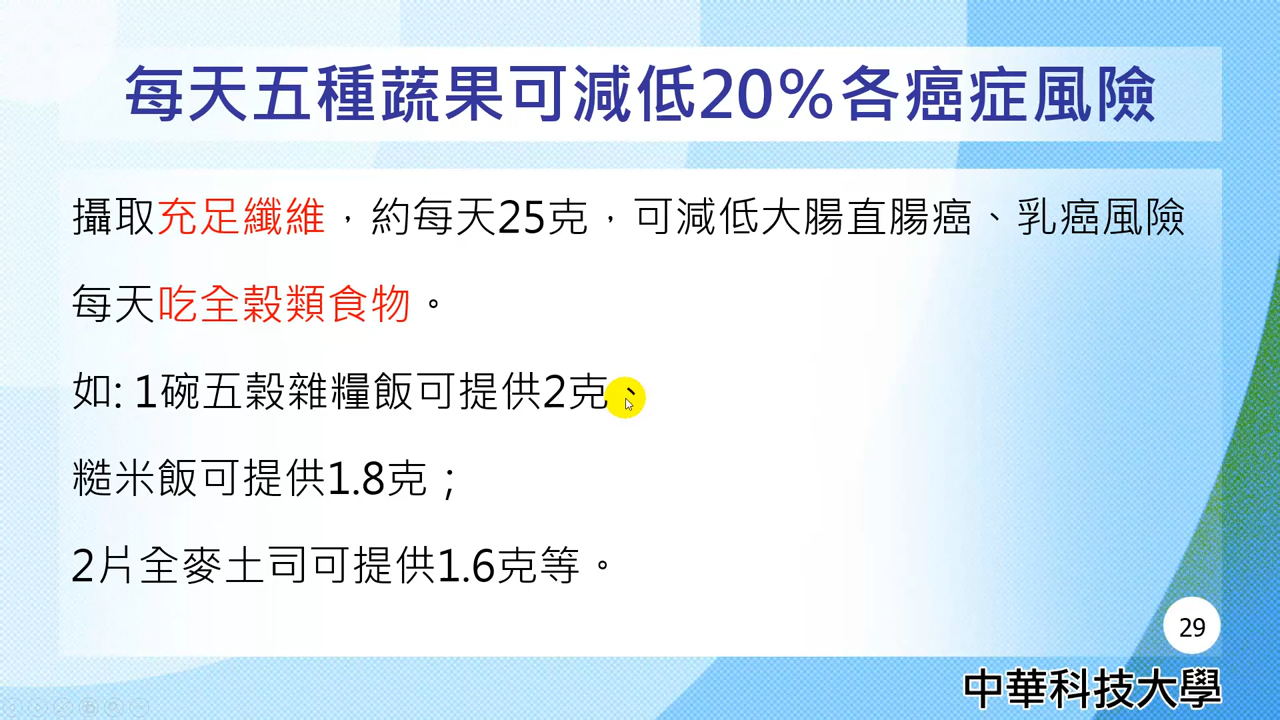 每天五種蔬果可減低20%各癌症風險
攝取充足纖維，約每天25克，可減低大腸直腸癌、乳癌風險
每天吃全穀類食物。
如: 1碗五穀雜糧飯可提供2克、
糙米飯可提供1.8克；
2片全麥土司可提供1.6克等。
29
中華科技大學